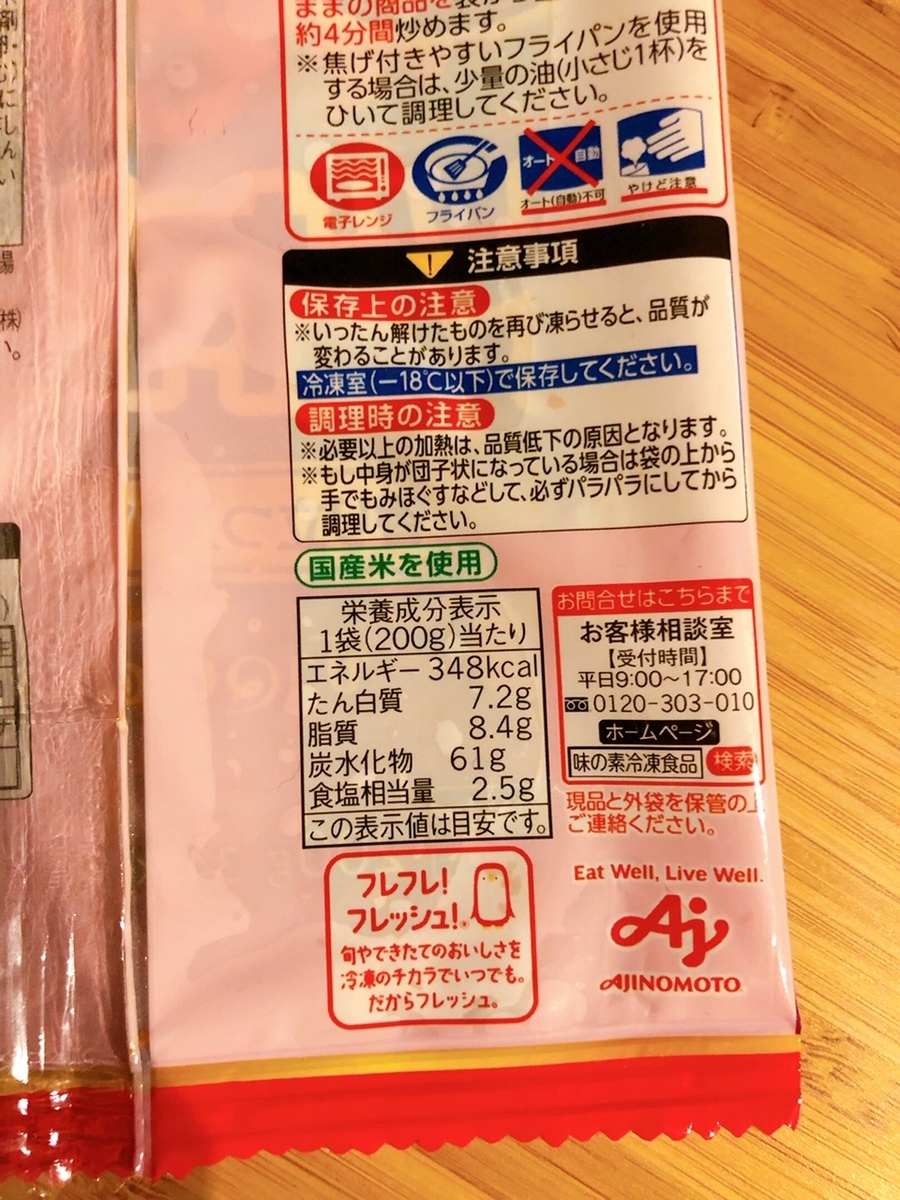 ままの商品を袋から
約4分間炒めます。
※焦げ付きやすいフライパンを使用
する場合は、少量の油(小さじ1杯)を
ひいて調理してください。
電子レンジ
フライパン
オート 自動
オート(自動)不可
やけど注意
注意事項
保存上の注意
※いったん解けたものを再び凍らせると、品質が
変わることがあります。
冷凍室(－18℃以下)で保存してください。
調理時の注意
※必要以上の加熱は、品質低下の原因となります。
※もし中身が団子状になっている場合は袋の上から
手でもみほぐすなどして、必ずパラパラにしてから
調理してください。
国産米を使用
栄養成分表示
1袋(200g)当たり
エネルギー 348kcal
たん白質 7.2g
脂質 8.4g
炭水化物 61g
食塩相当量 2.5g
この表示値は目安です。
お問合せはこちらまで
お客様相談室
【受付時間】
平日9:00～17:00
0120-303-010
ホームページ
味の素冷凍食品 検索
現品と外袋を保管の上
ご連絡ください。
フレフレ!
フレッシュ!
旬やできたてのおいしさを
冷凍のチカラでいつでも。
だからフレッシュ。
Eat Well, Live Well.
Aj
AJINOMOTO